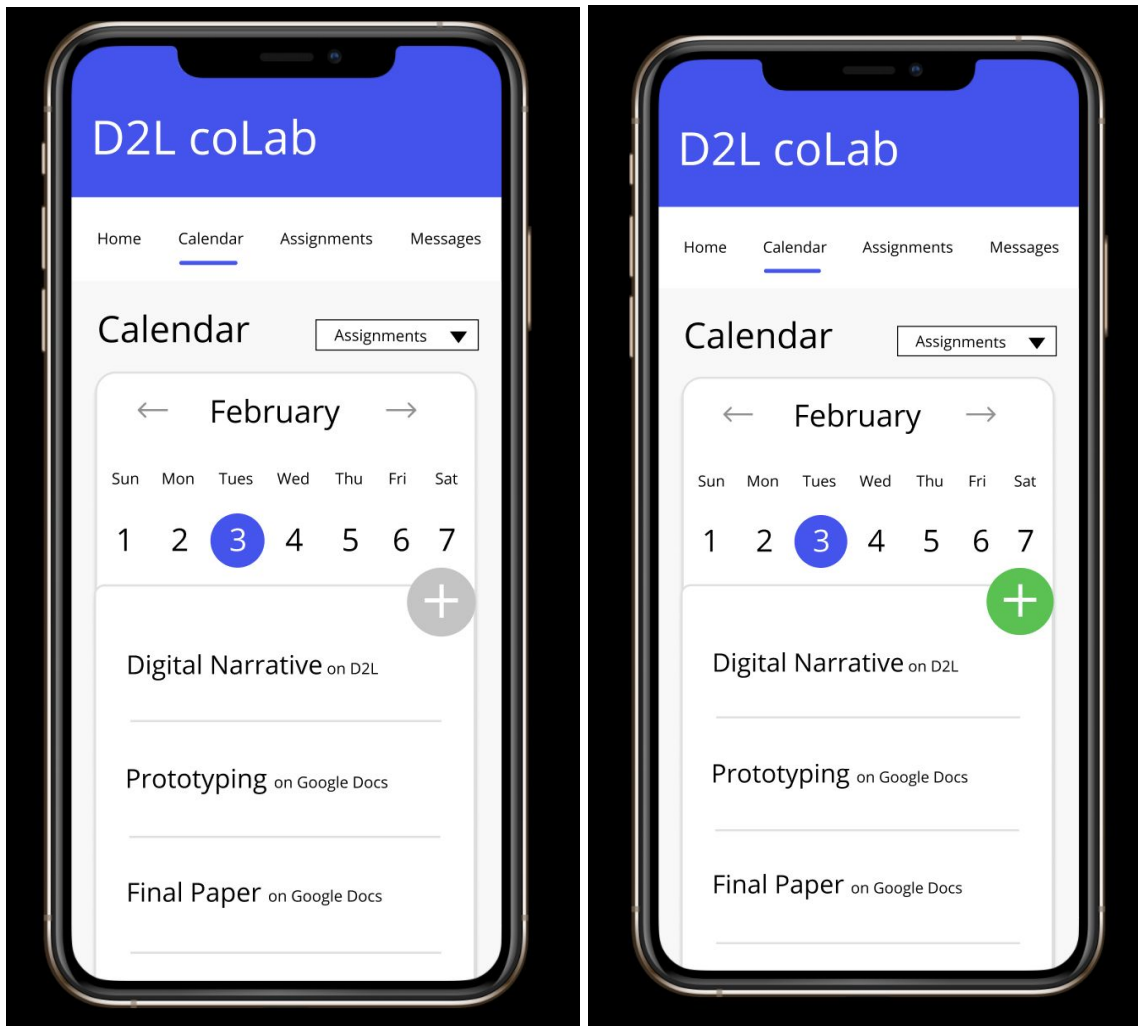 D2L coLab
Home Calendar Assignments Messages
Calendar Assignments
February
Sun Mon Tues Wed Thu Fri Sat
1 2 3 4 5 6 7
Digital Narrative on D2L
Prototyping on Google Docs
Final Paper on Google Docs
D2L coLab
Home Calendar Assignments Messages
Calendar Assignments
February
Sun Mon Tues Wed Thu Fri Sat
1 2 3 4 5 6 7
Digital Narrative on D2L
Prototyping on Google Docs
Final Paper on Google Docs